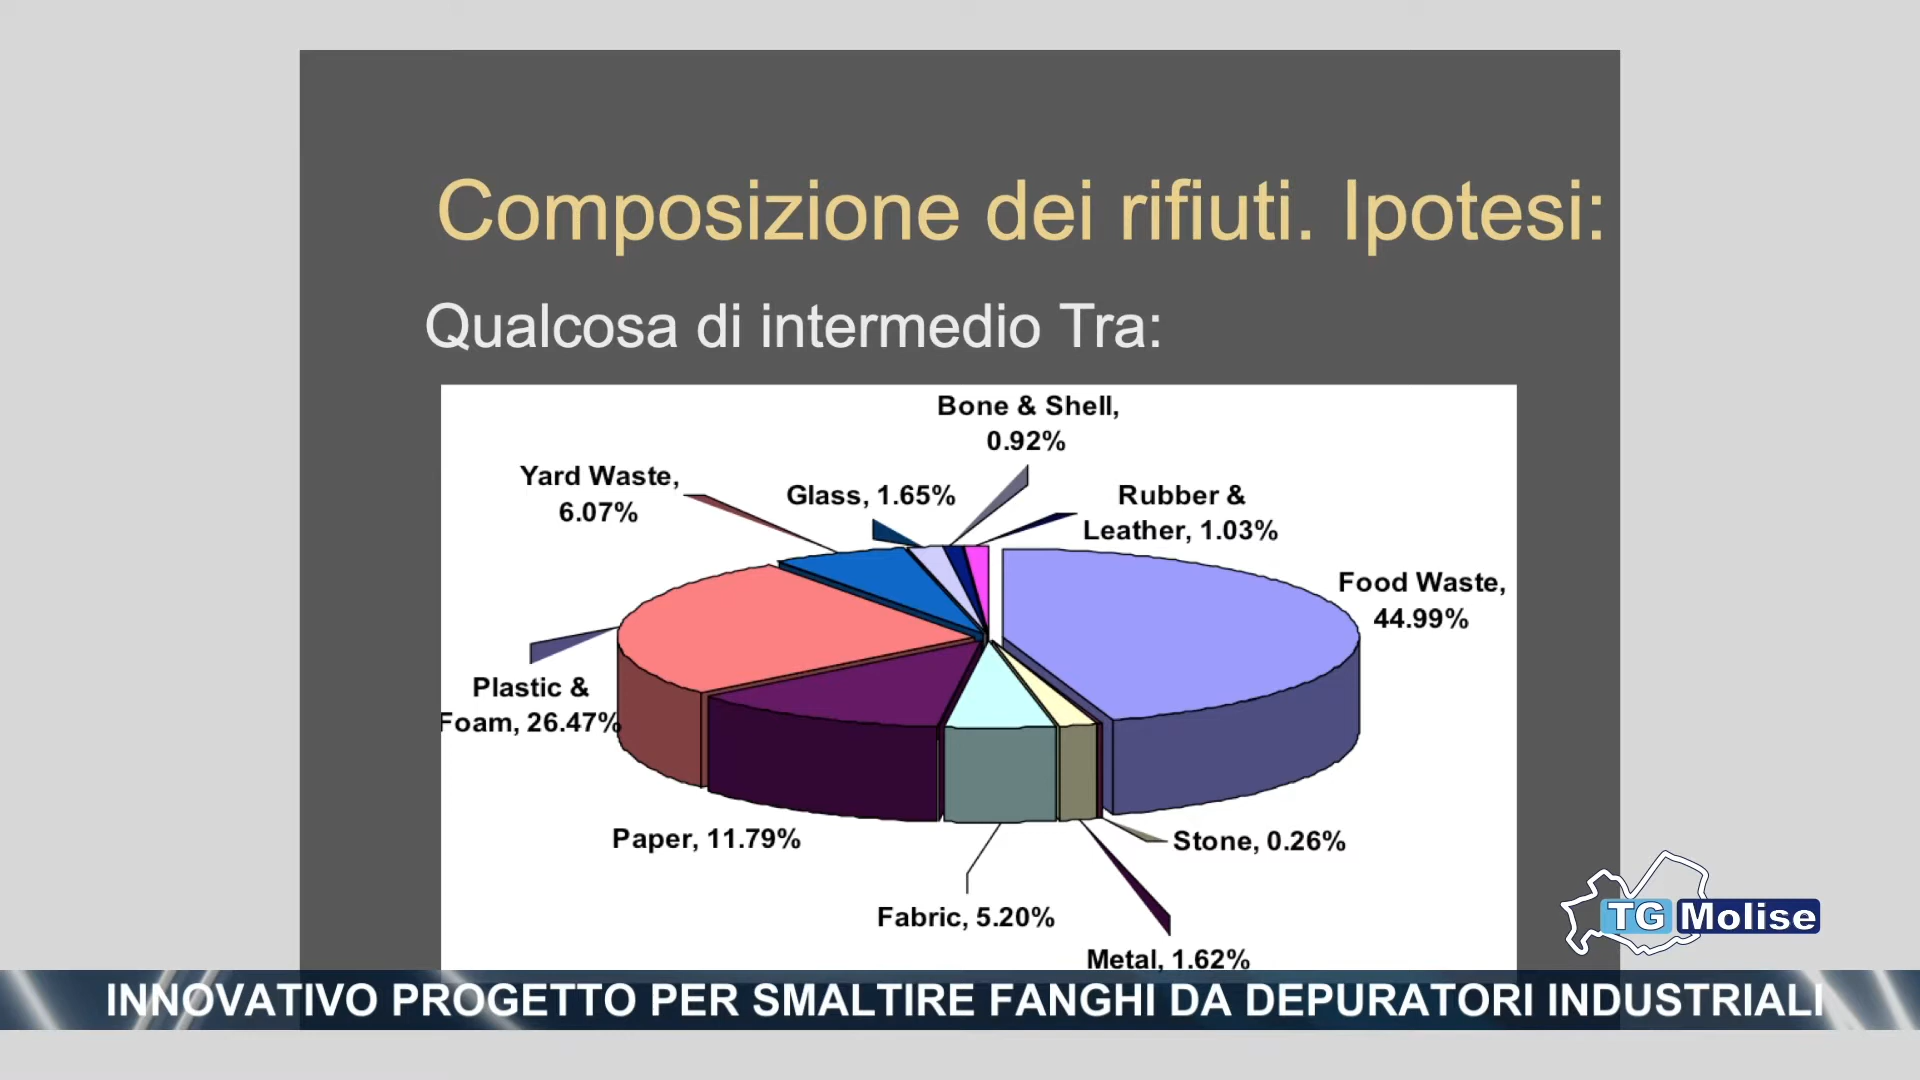 Composizione dei rifiuti. Ipotesi:
Qualcosa di intermedio Tra:
Bone & Shell,
0.92%
Yard Waste,
6.07%
Glass, 1.65%
Rubber &
Leather, 1.03%
Food Waste,
44.99%
Plastic &
Foam, 26.47%
Paper, 11.79%
Stone, 0.26%
Fabric, 5.20%
Metal, 1.62%
TG Molise
INNOVATIVO PROGETTO PER SMALTIRE FANGHI DA DEPURATORI INDUSTRIALI